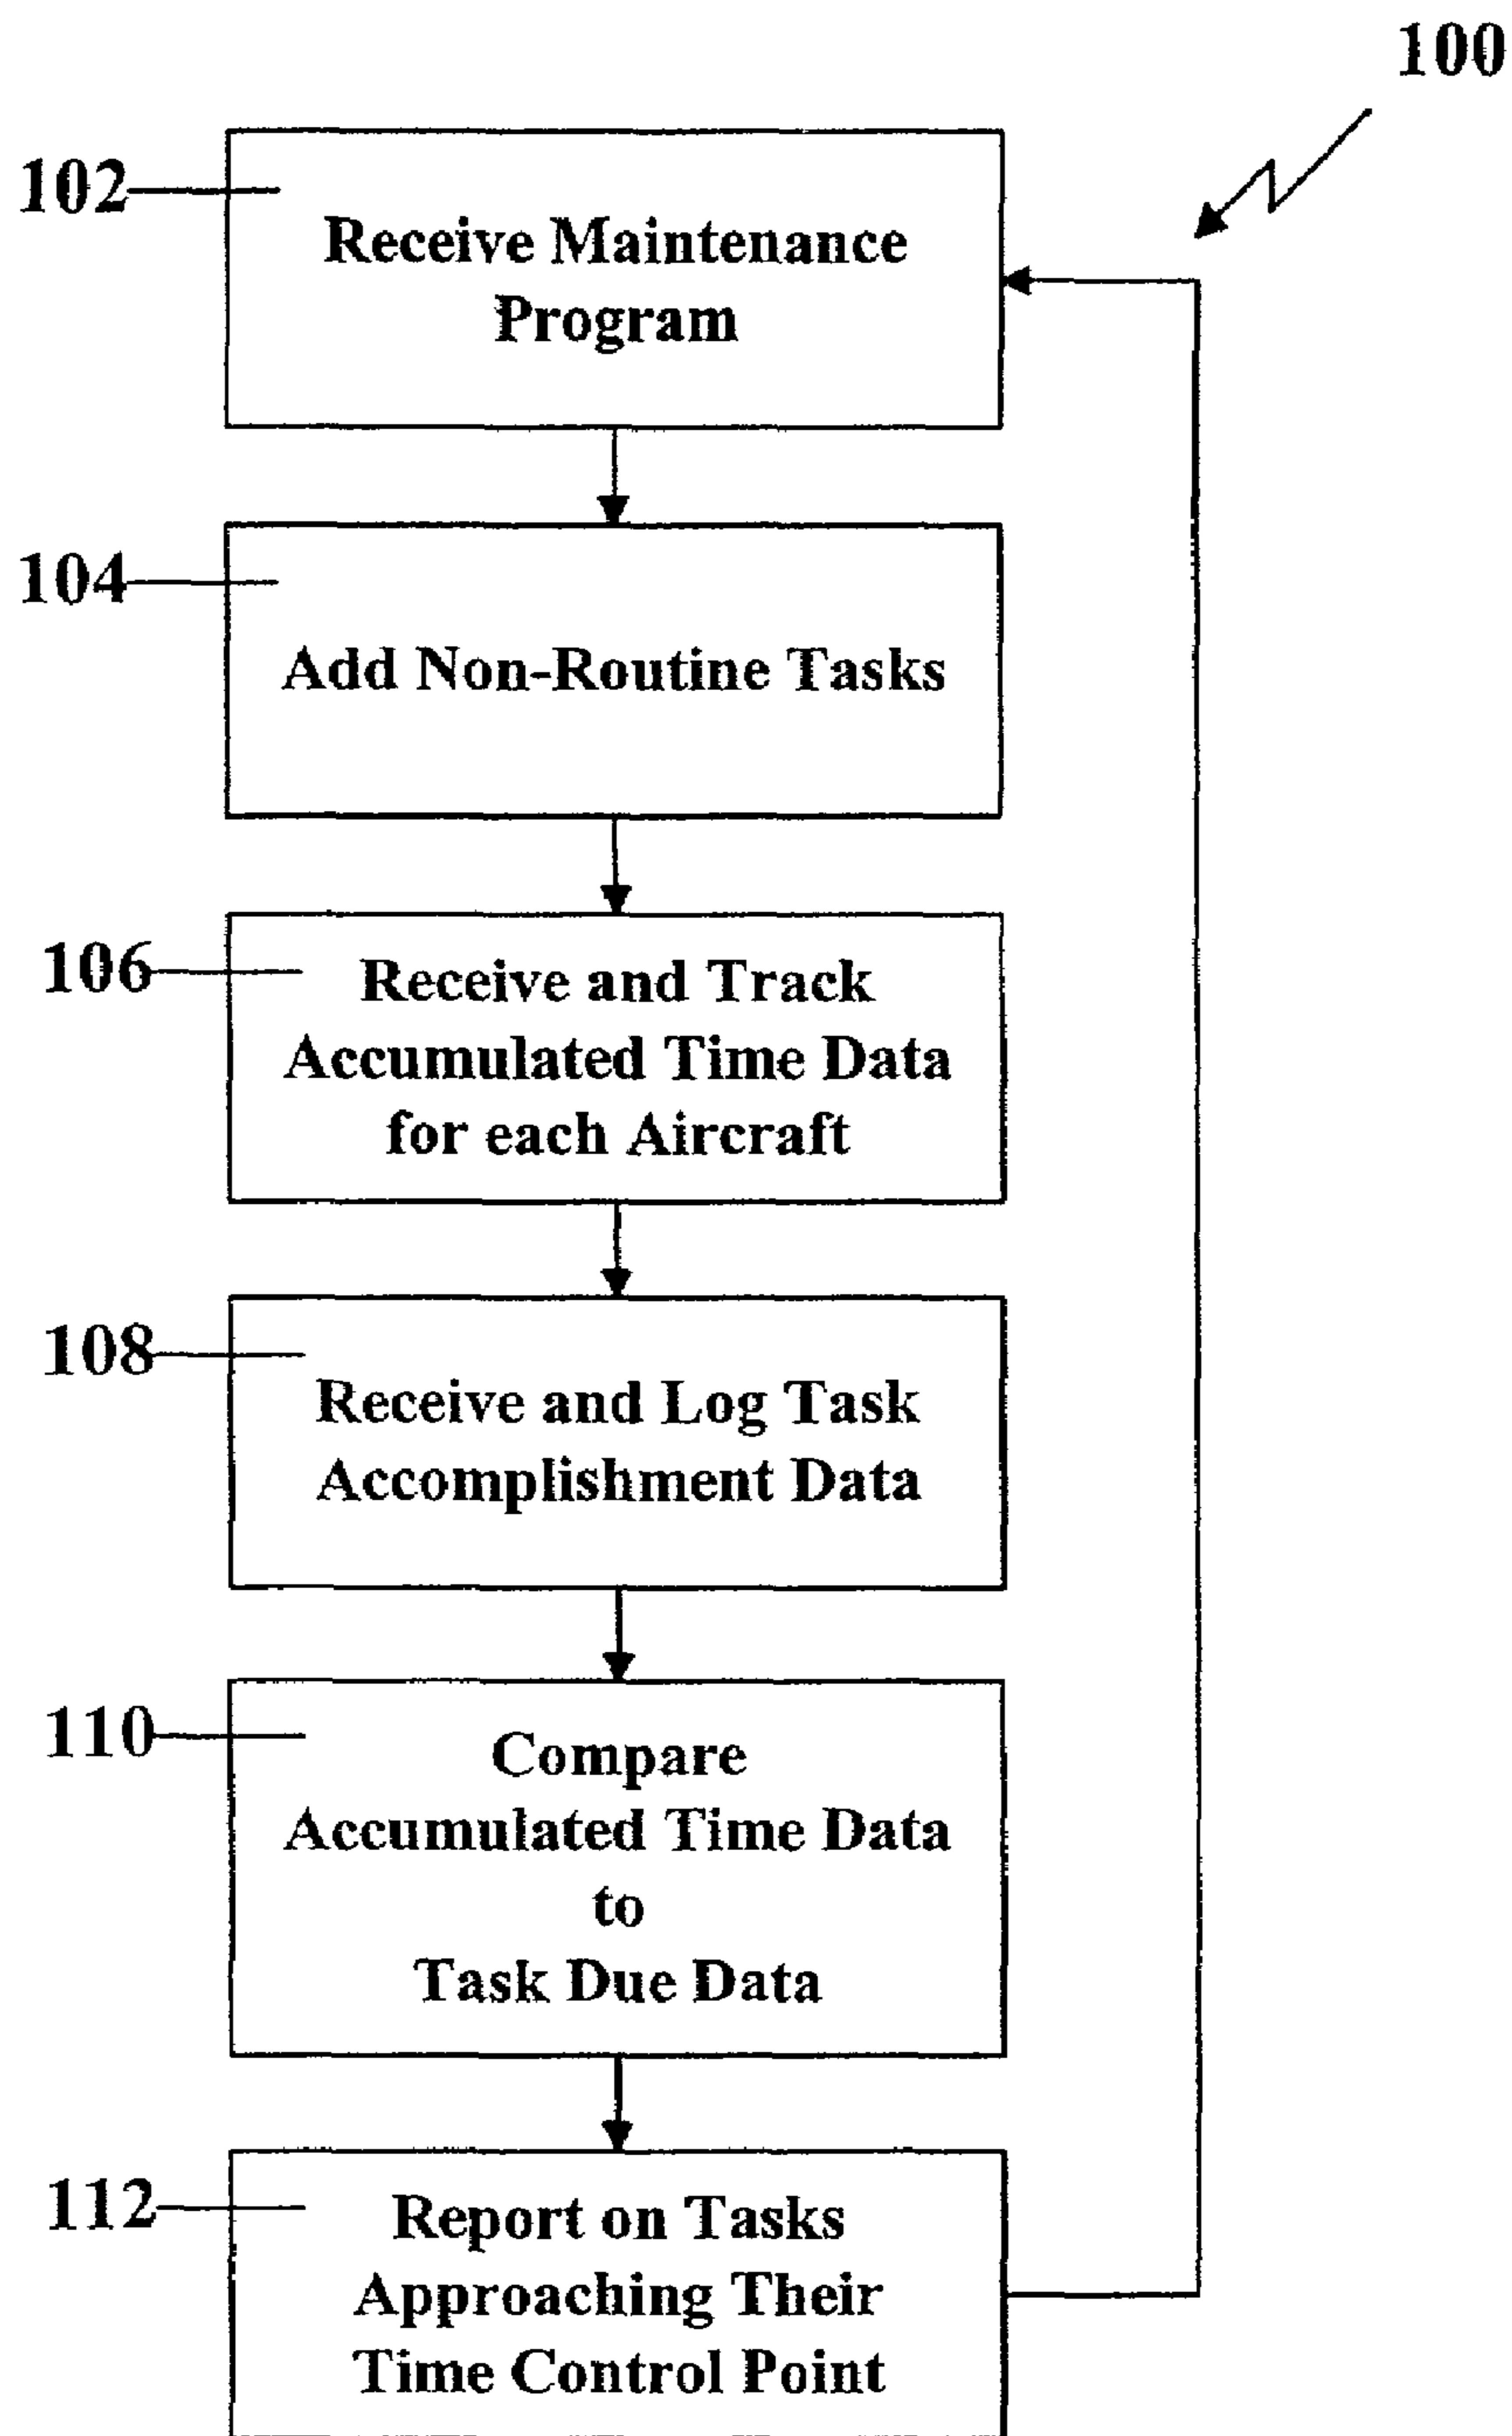 100
102
Receive Maintenance
Program
104
Add Non-Routine Tasks
106
Receive and Track
Accumulated Time Data
for each Aircraft
108
Receive and Log Task
Accomplishment Data
110
Compare
Accumulated Time Data
to
Task Due Data
112
Report on Tasks
Approaching Their
Time Control Point